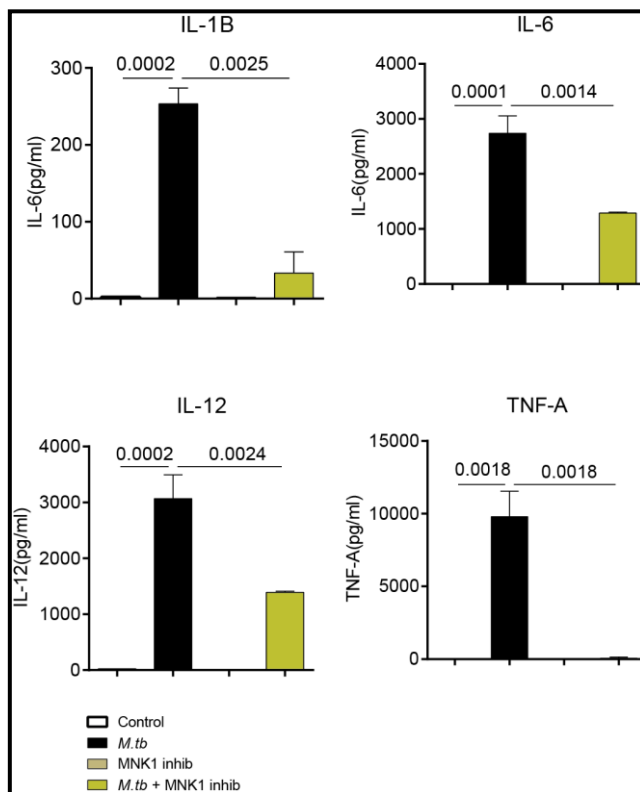 IL-1B
0.0002 0.0025
300
200
100
0
IL-6(pg/ml)
IL-6
0.0001 0.0014
4000
3000
2000
1000
0
IL-6(pg/ml)
IL-12
0.0002 0.0024
4000
3000
2000
1000
0
IL-12(pg/ml)
TNF-A
15000
0.0018 0.0018
10000
5000
0
TNF-A(pg/ml)
Control
M.tb
MNK1 inhib
M.tb + MNK1 inhib